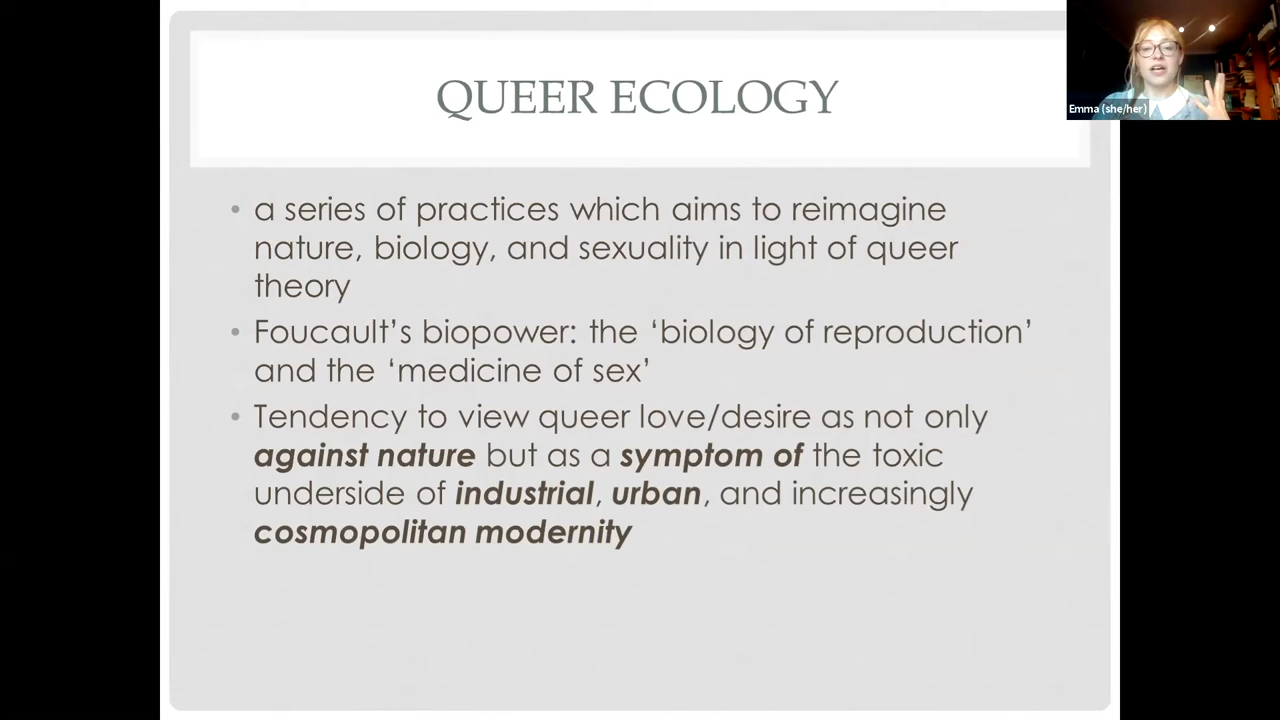 QUEER ECOLOGY
Emma (she/her)
• a series of practices which aims to reimagine
nature, biology, and sexuality in light of queer
theory
• Foucault’s biopower: the ‘biology of reproduction’
and the ‘medicine of sex’
• Tendency to view queer love/desire as not only
against nature but as a symptom of the toxic
underside of industrial, urban, and increasingly
cosmopolitan modernity